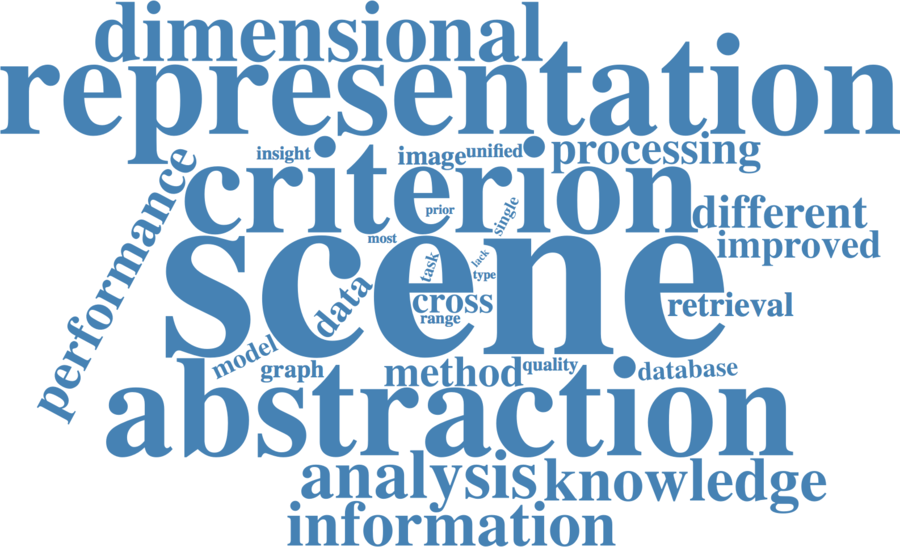 dimensional
representation
insight
image
unified
processing
criterion
performance
prior
single
different
most
scene
improved
task
lack
type
data
cross
range
retrieval
model
graph
method
quality
database
abstraction
analysis
knowledge
information